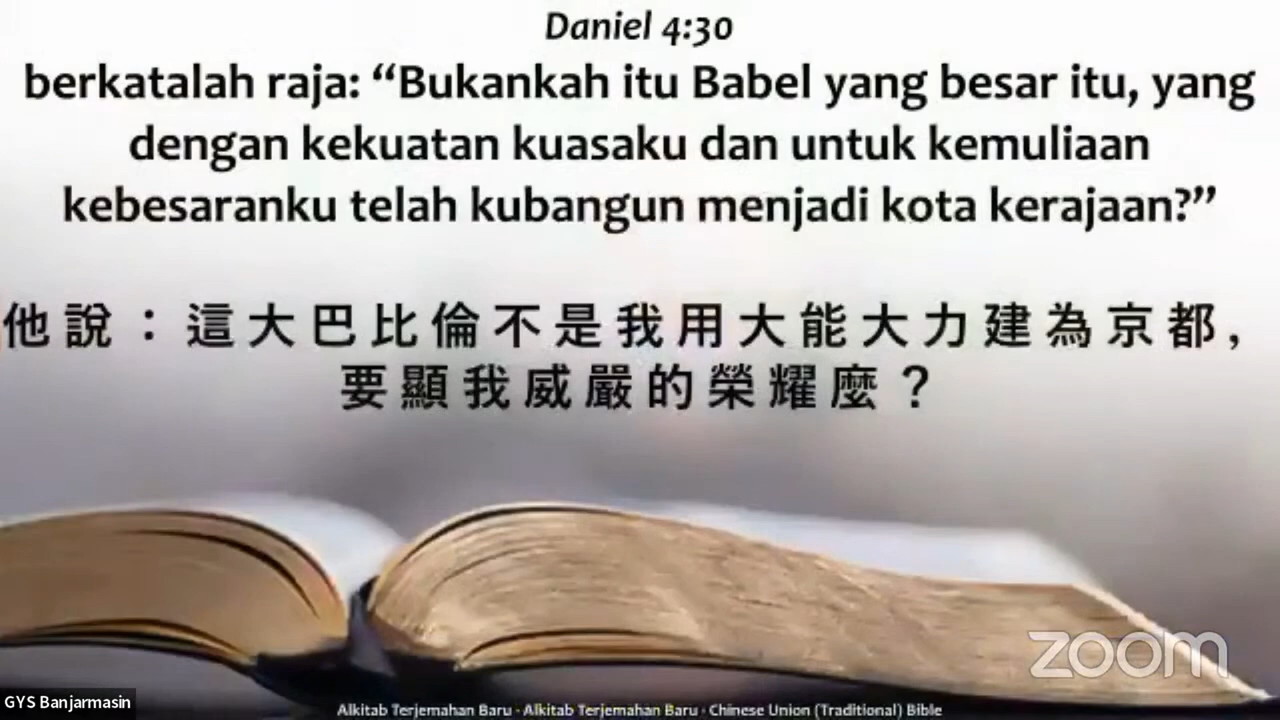 Daniel 4:30
berkatalah raja: “Bukankah itu Babel yang besar itu, yang
dengan kekuatan kuasaku dan untuk kemuliaan
kebesaranku telah kubangun menjadi kota kerajaan?”
他說：這大巴比倫不是我用大能大力建為京都,
要顯我威嚴的榮耀麼？
zoom
GYS Banjarmasin
Alkitab Terjemahan Baru - Alkitab Terjemahan Baru - Chinese Union (Traditional) Bible